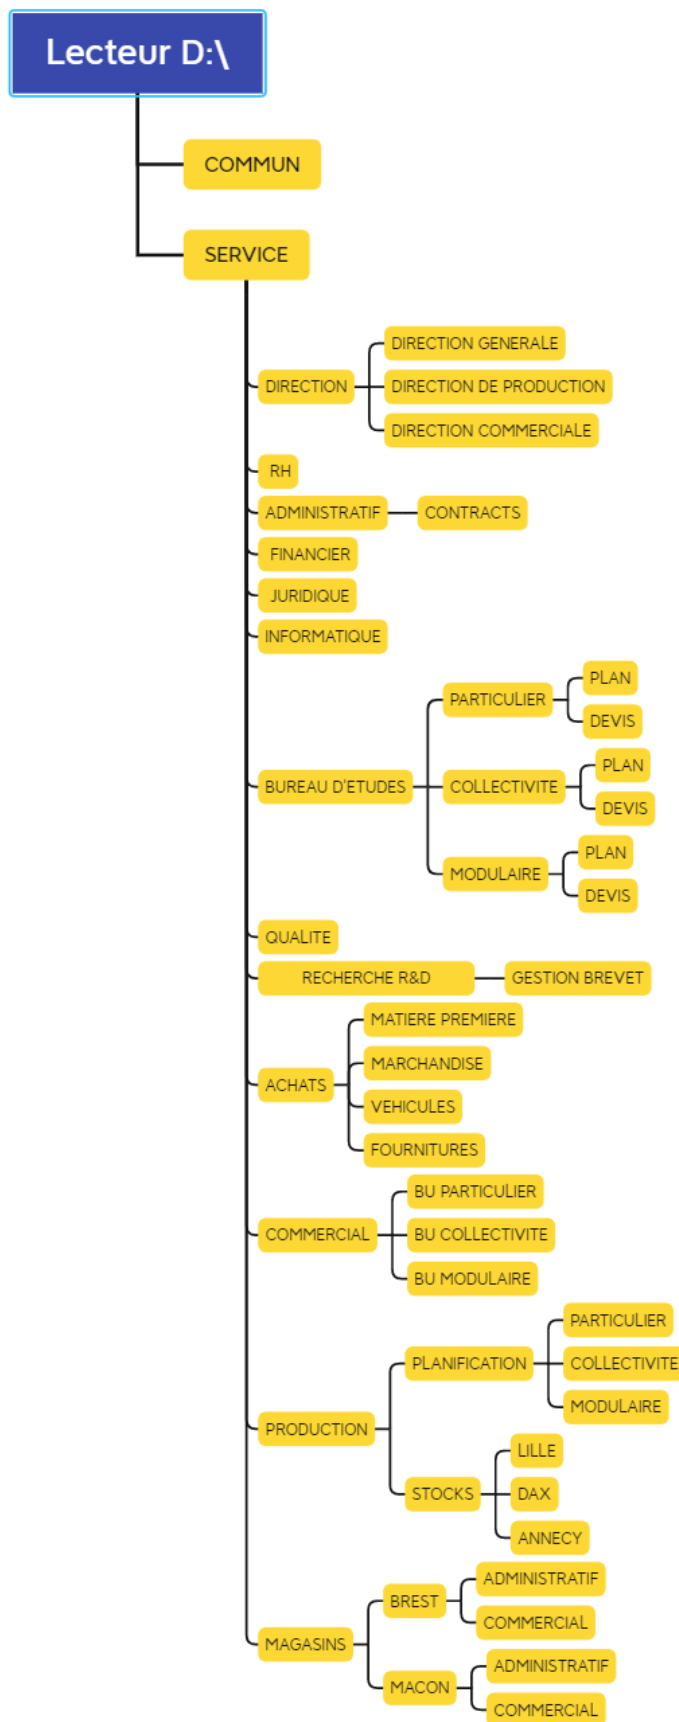 Lecteur D:\
COMMUN
SERVICE
DIRECTION
DIRECTION GENERALE
DIRECTION DE PRODUCTION
DIRECTION COMMERCIALE
RH
ADMINISTRATIF
CONTRACTS
FINANCIER
JURIDIQUE
INFORMATIQUE
BUREAU D'ETUDES
PARTICULIER
PLAN
DEVIS
COLLECTIVITE
PLAN
DEVIS
MODULAIRE
PLAN
DEVIS
QUALITE
RECHERCHE R&D
GESTION BREVET
ACHATS
MATIERE PREMIERE
MARCHANDISE
VEHICULES
FOURNITURES
COMMERCIAL
BU PARTICULIER
BU COLLECTIVITE
BU MODULAIRE
PRODUCTION
PLANIFICATION
PARTICULIER
COLLECTIVITE
MODULAIRE
STOCKS
LILLE
DAX
ANNECY
MAGASINS
BREST
ADMINISTRATIF
COMMERCIAL
MACON
ADMINISTRATIF
COMMERCIAL